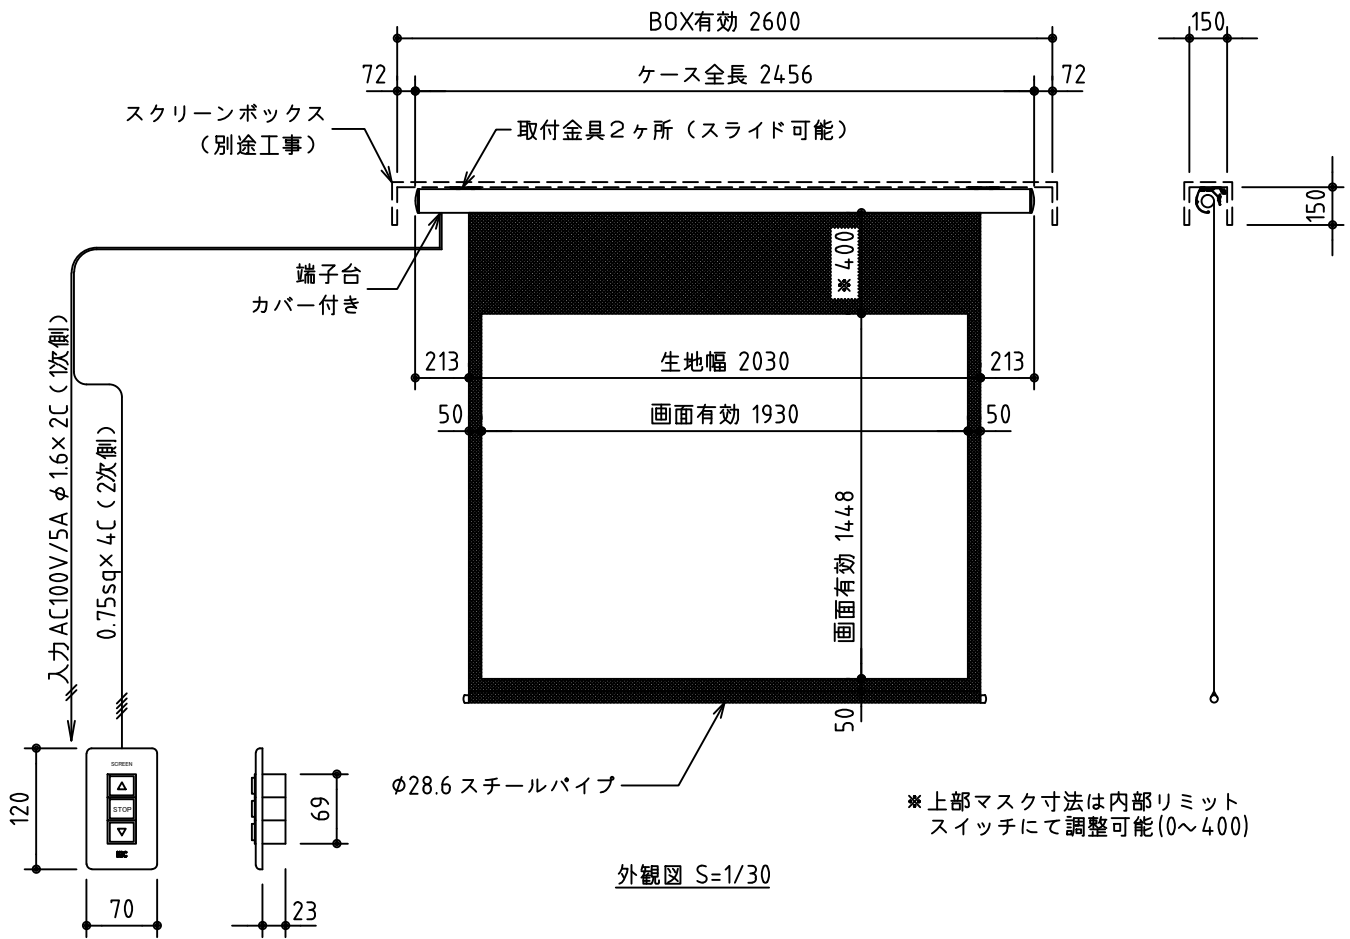 BOX有効 2600
150
72
ケース全長 2456
72
スクリーンボックス
（別途工事）
取付金具２ヶ所（スライド可能）
150
※ 400
端子台
カバー付き
213
生地幅 2030
213
50
画面有効 1930
50
入力AC100V/5A φ1.6×2C（1次側）
0.75sq×4C（2次側）
画面有効 1448
50
φ28.6 スチールパイプ
SCREEN
STOP
120
70
69
23
※上部マスク寸法は内部リミット
スイッチにて調整可能(0～400)
外観図 S=1/30